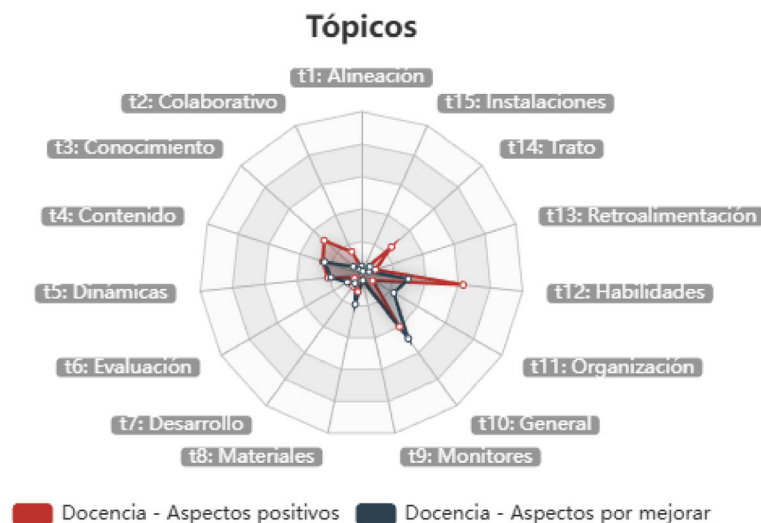 Tópicos
t1: Alineación
t2: Colaborativo
t15: Instalaciones
t3: Conocimiento
t14: Trato
t4: Contenido
t13: Retroalimentación
t5: Dinámicas
t12: Habilidades
t6: Evaluación
t11: Organización
t7: Desarrollo
t10: General
t8: Materiales
t9: Monitores
Docencia - Aspectos positivos
Docencia - Aspectos por mejorar